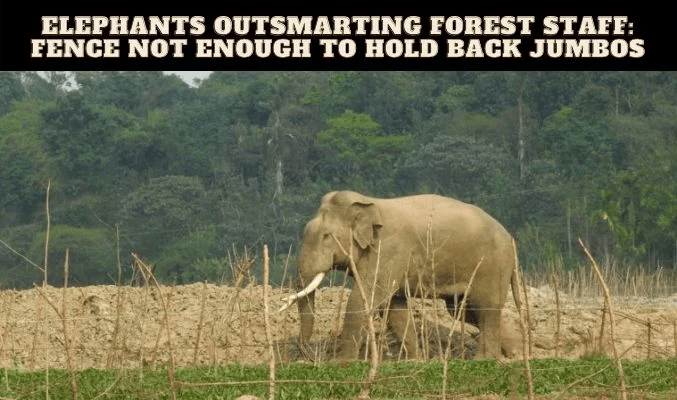 ELEPHANTS OUTSMARTING FOREST STAFF:
FENCE NOT ENOUGH TO HOLD BACK JUMBOS